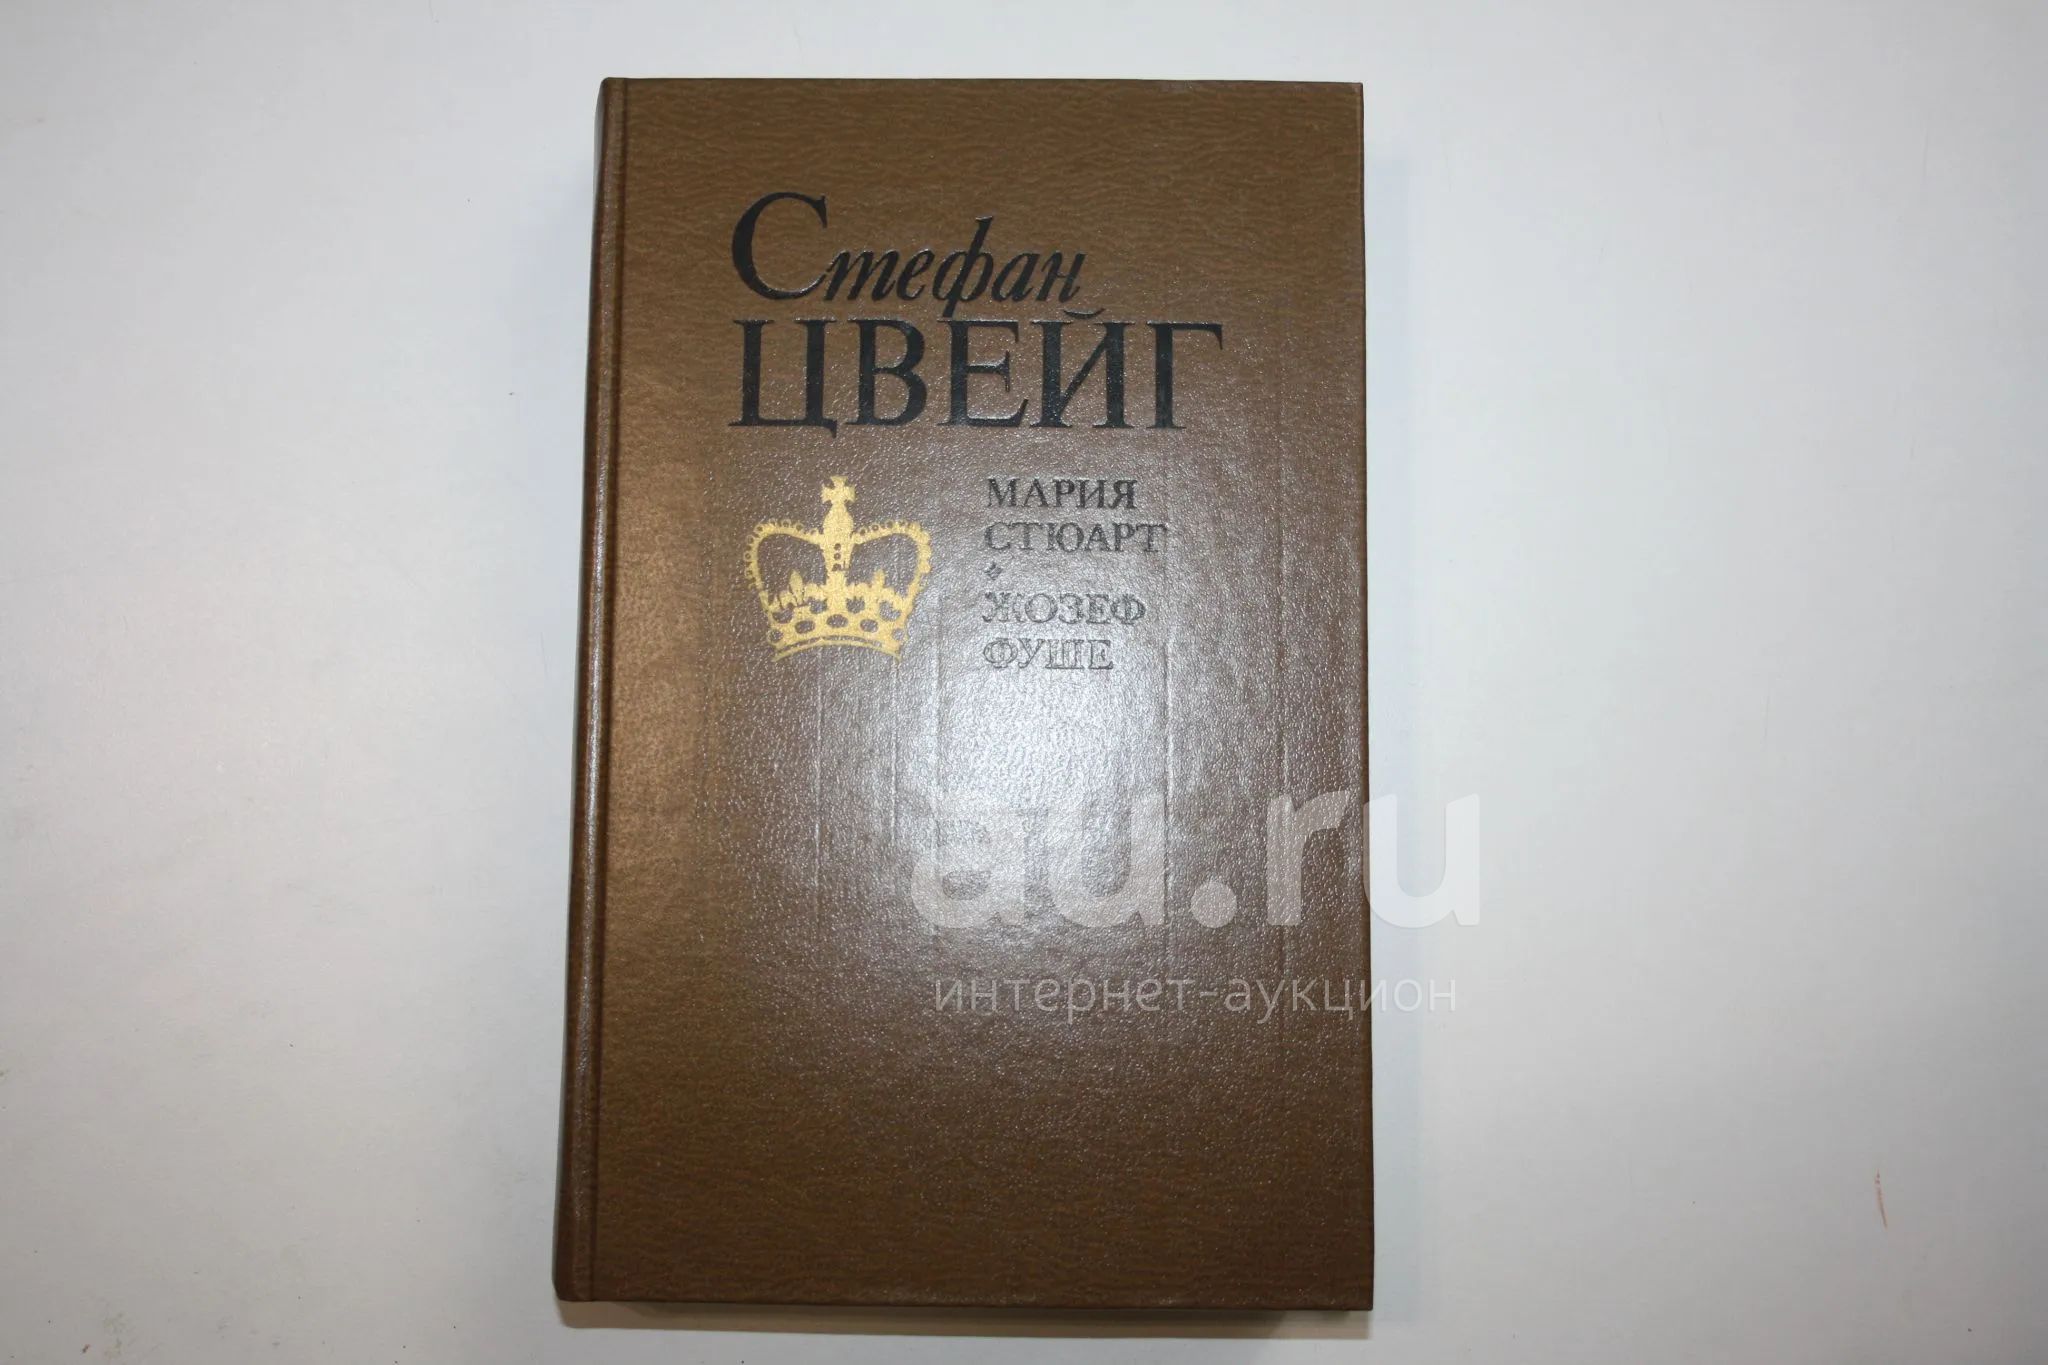 Стефан
ЦВЕЙГ
МАРИЯ
СТЮАРТ
ЖОЗЕФ
ФУШЕ
au.ru
интернет-аукцион